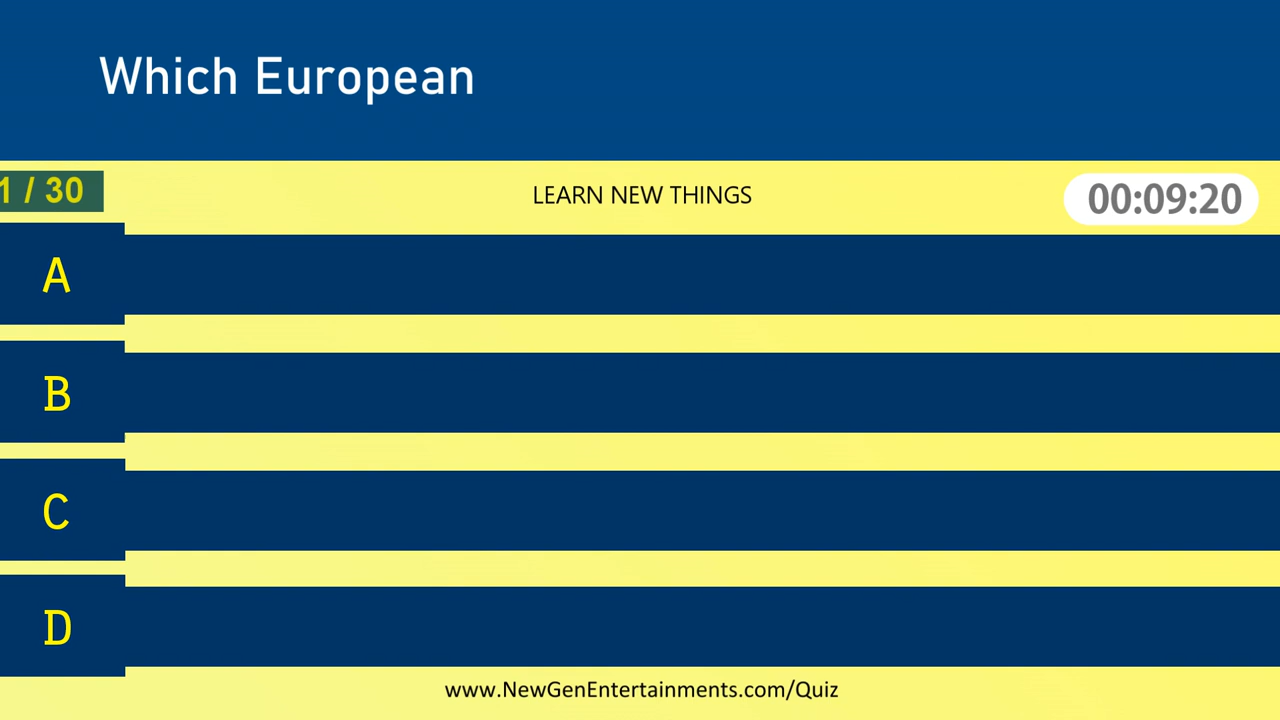 Which European
1 / 30
LEARN NEW THINGS
00:09:20
A
B
C
D
www.NewGenEntertainments.com/Quiz